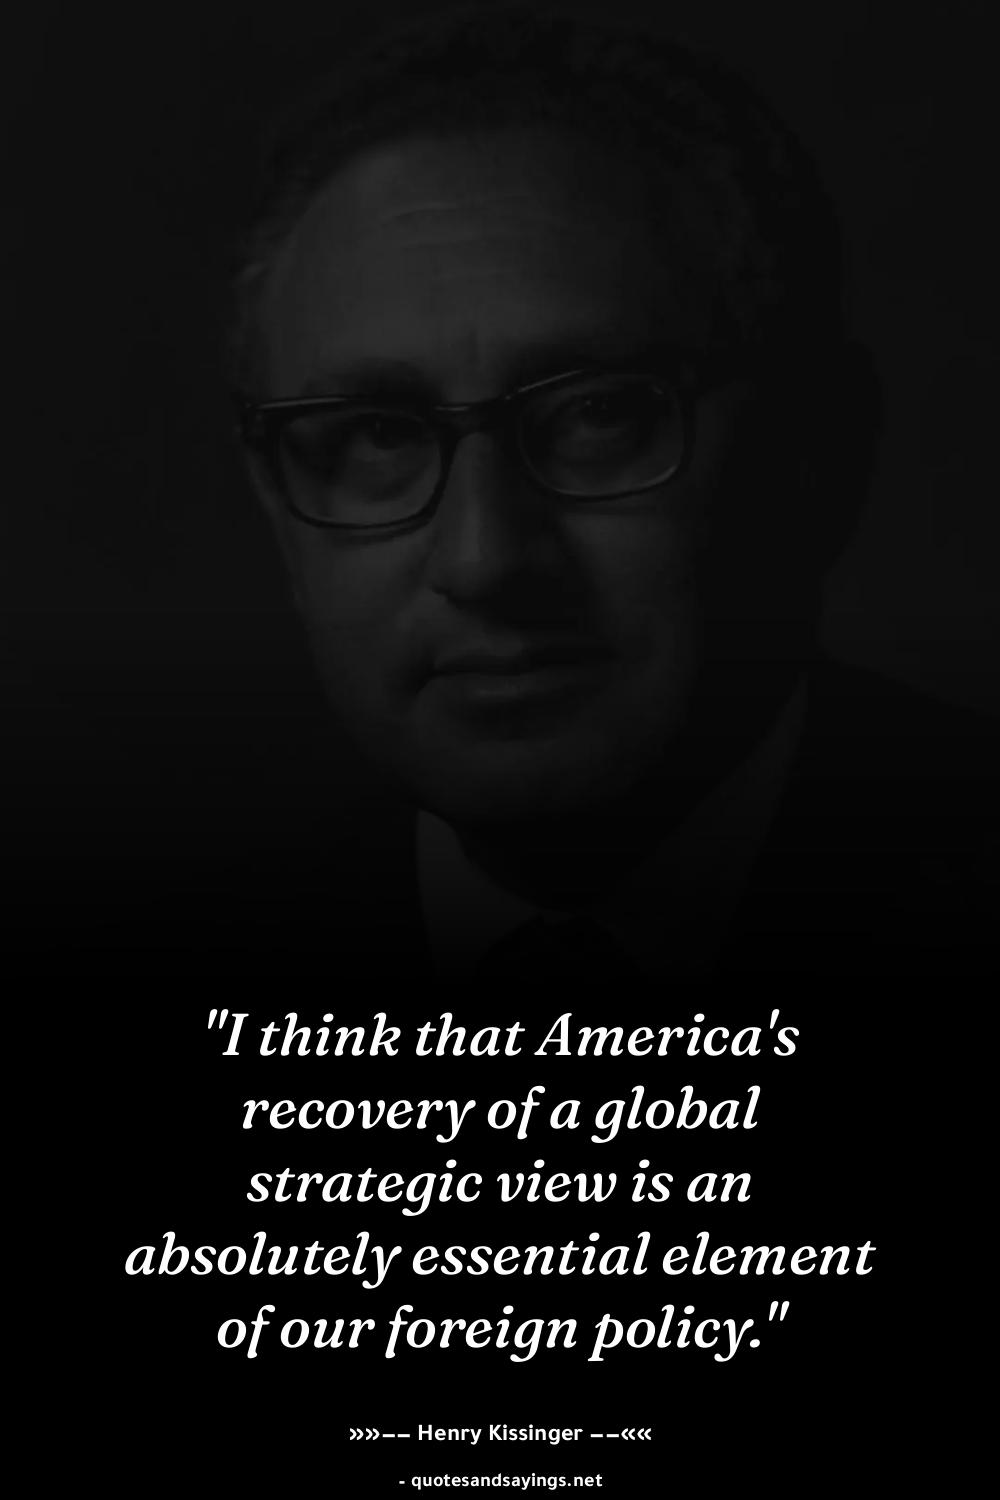 "I think that America's
recovery of a global
strategic view is an
absolutely essential element
of our foreign policy."
»»−− Henry Kissinger −−««
- quotesandsayings.net